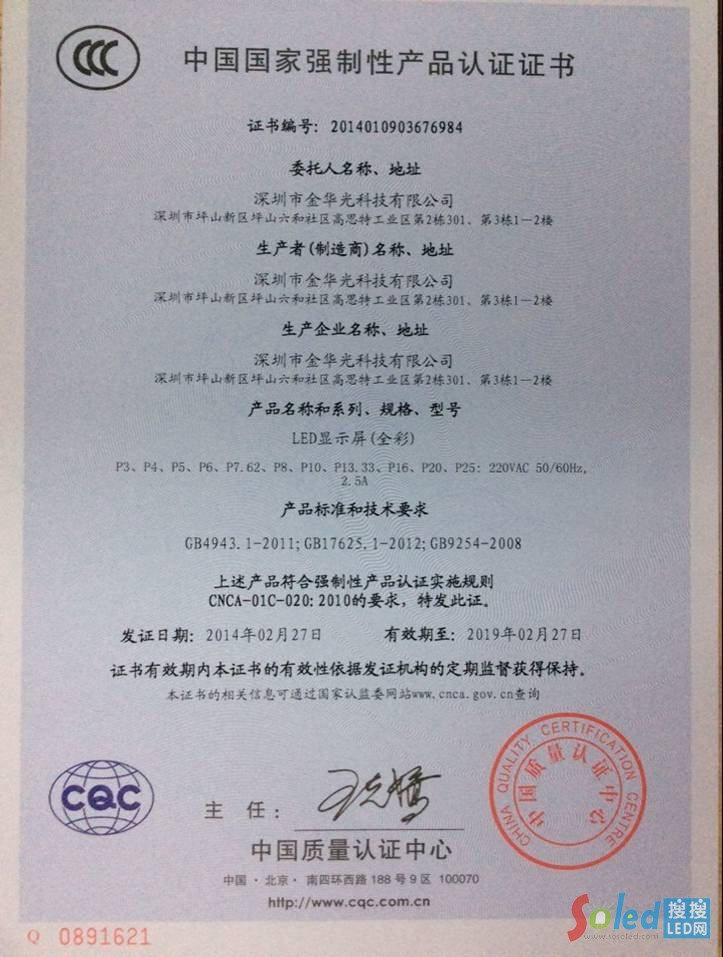 CCC
中国国家强制性产品认证证书
证书编号：2014010903676984
委托人名称、地址
深圳市金华光科技有限公司
深圳市坪山新区坪山六和社区高思特工业区第2栋301、第3栋1－2楼
生产者(制造商)名称、地址
深圳市金华光科技有限公司
深圳市坪山新区坪山六和社区高思特工业区第2栋301、第3栋1－2楼
生产企业名称、地址
深圳市金华光科技有限公司
深圳市坪山新区坪山六和社区高思特工业区第2栋301、第3栋1－2楼
产品名称和系列、规格、型号
LED显示屏(全彩)
P3、P4、P5、P6、P7.62、P8、P10、P13.33、P16、P20、P25: 220VAC 50/60Hz,
2.5A
产品标准和技术要求
GB4943.1-2011;GB17625.1-2012;GB9254-2008
上述产品符合强制性产品认证实施规则
CNCA-01C-020:2010的要求，特发此证。
发证日期：2014年02月27日 有效期至：2019年02月27日
证书有效期内本证书的有效性依据发证机构的定期监督获得保持。
本证书的相关信息可通过国家认监委网站www.cnca.gov.cn查询
CHINA QUALITY CERTIFICATION CENTRE
中国质量认证中心
CQC
主 任：
中国质量认证中心
中国·北京·南四环西路188号9区 100070
http://www.cqc.com.cn
Q 0891621
Soled 搜搜
LED网
www.sosoled.com